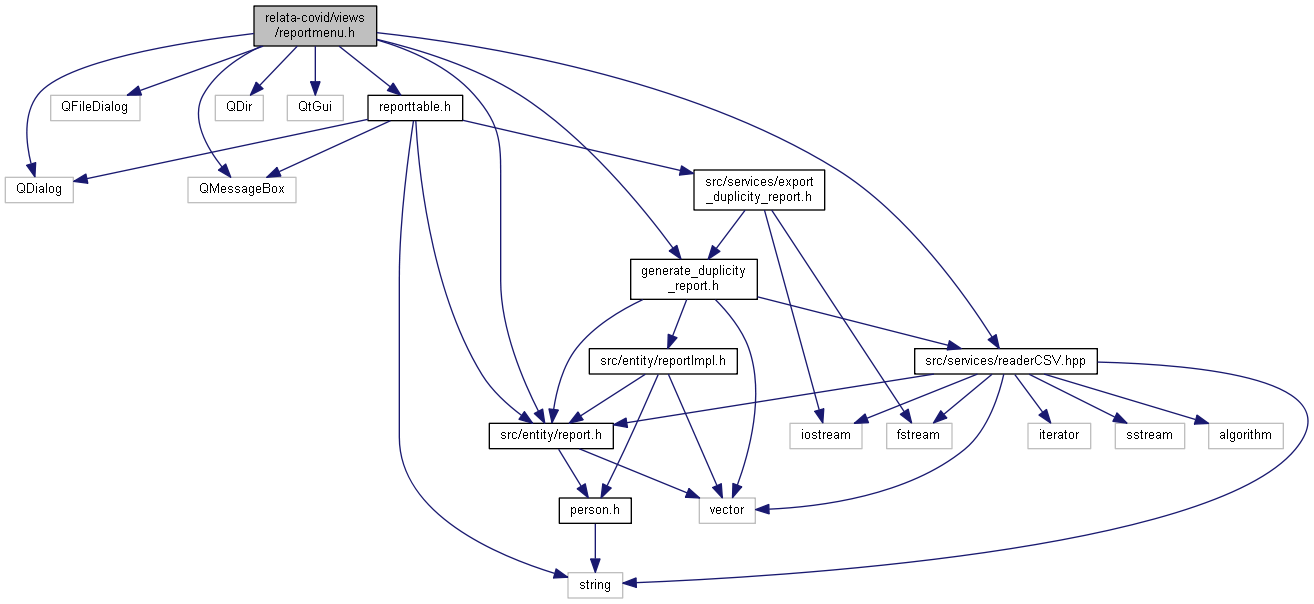 relata-covid/views
/reportmenu.h
QFileDialog
QDir
QtGui
reporttable.h
QDialog
QMessageBox
src/services/export
_duplicity_report.h
generate_duplicity
_report.h
src/entity/reportImpl.h
src/services/readerCSV.hpp
src/entity/report.h
iostream
fstream
iterator
sstream
algorithm
person.h
vector
string